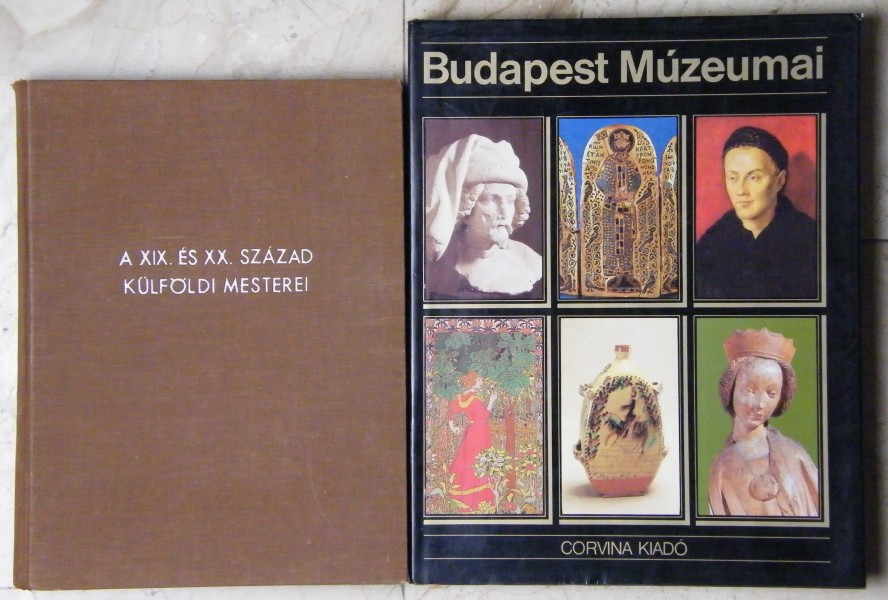 A XIX. ÉS XX. SZÁZAD
KÜLFÖLDI MESTEREI
Budapest Múzeumai
CORVINA KIADÓ